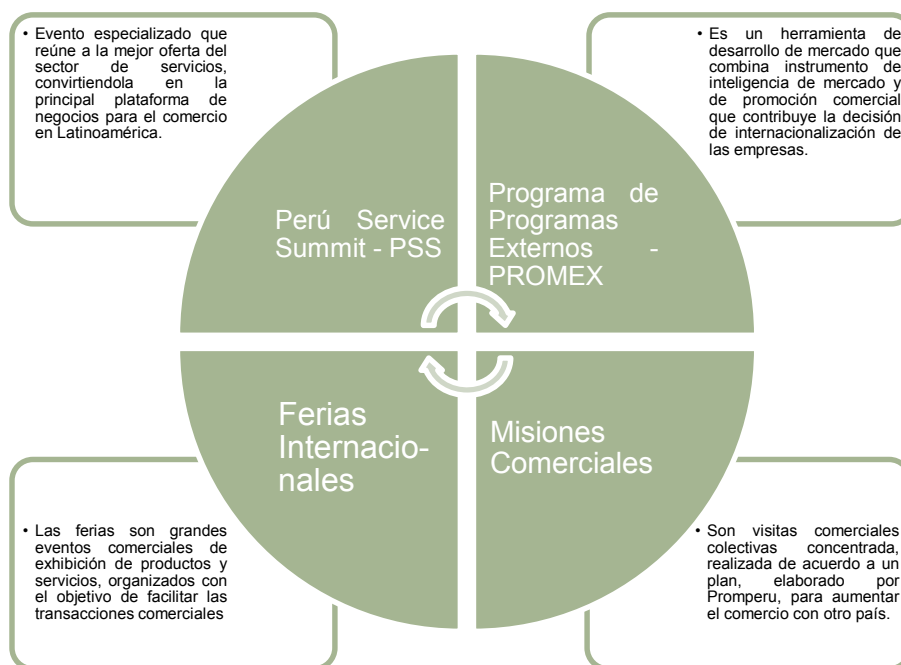 • Evento especializado que
reúne a la mejor oferta del
sector de servicios,
convirtiendola en la
principal plataforma de
negocios para el comercio
en Latinoamérica.
• Es un herramienta de
desarrollo de mercado que
combina instrumento de
inteligencia de mercado y
de promoción comercial
que contribuye la decisión
de internacionalización de
las empresas.
Perú Service
Summit - PSS
Programa de
Programas
Externos -
PROMEX
Ferias
Internacio-
nales
Misiones
Comerciales
• Las ferias son grandes
eventos comerciales de
exhibición de productos y
servicios, organizados con
el objetivo de facilitar las
transacciones comerciales
• Son visitas comerciales
colectivas concentrada,
realizada de acuerdo a un
plan, elaborado por
Promperu, para aumentar
el comercio con otro país.